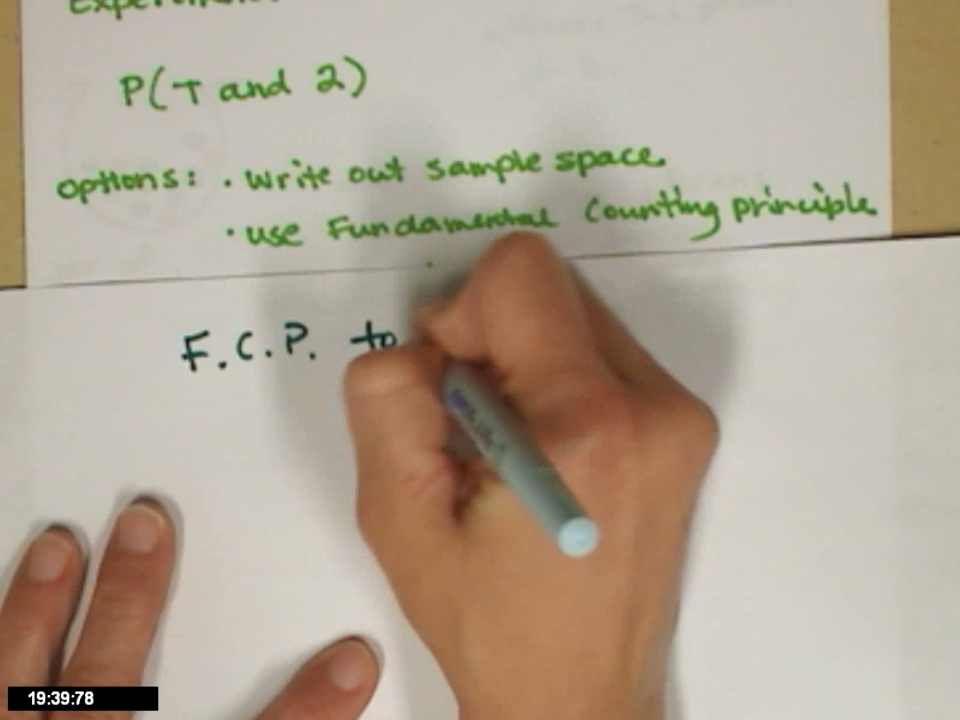 P(T and 2)
options: • Write out sample space.
• use Fundamental Counting principle
F.C.P. to
19:39:78